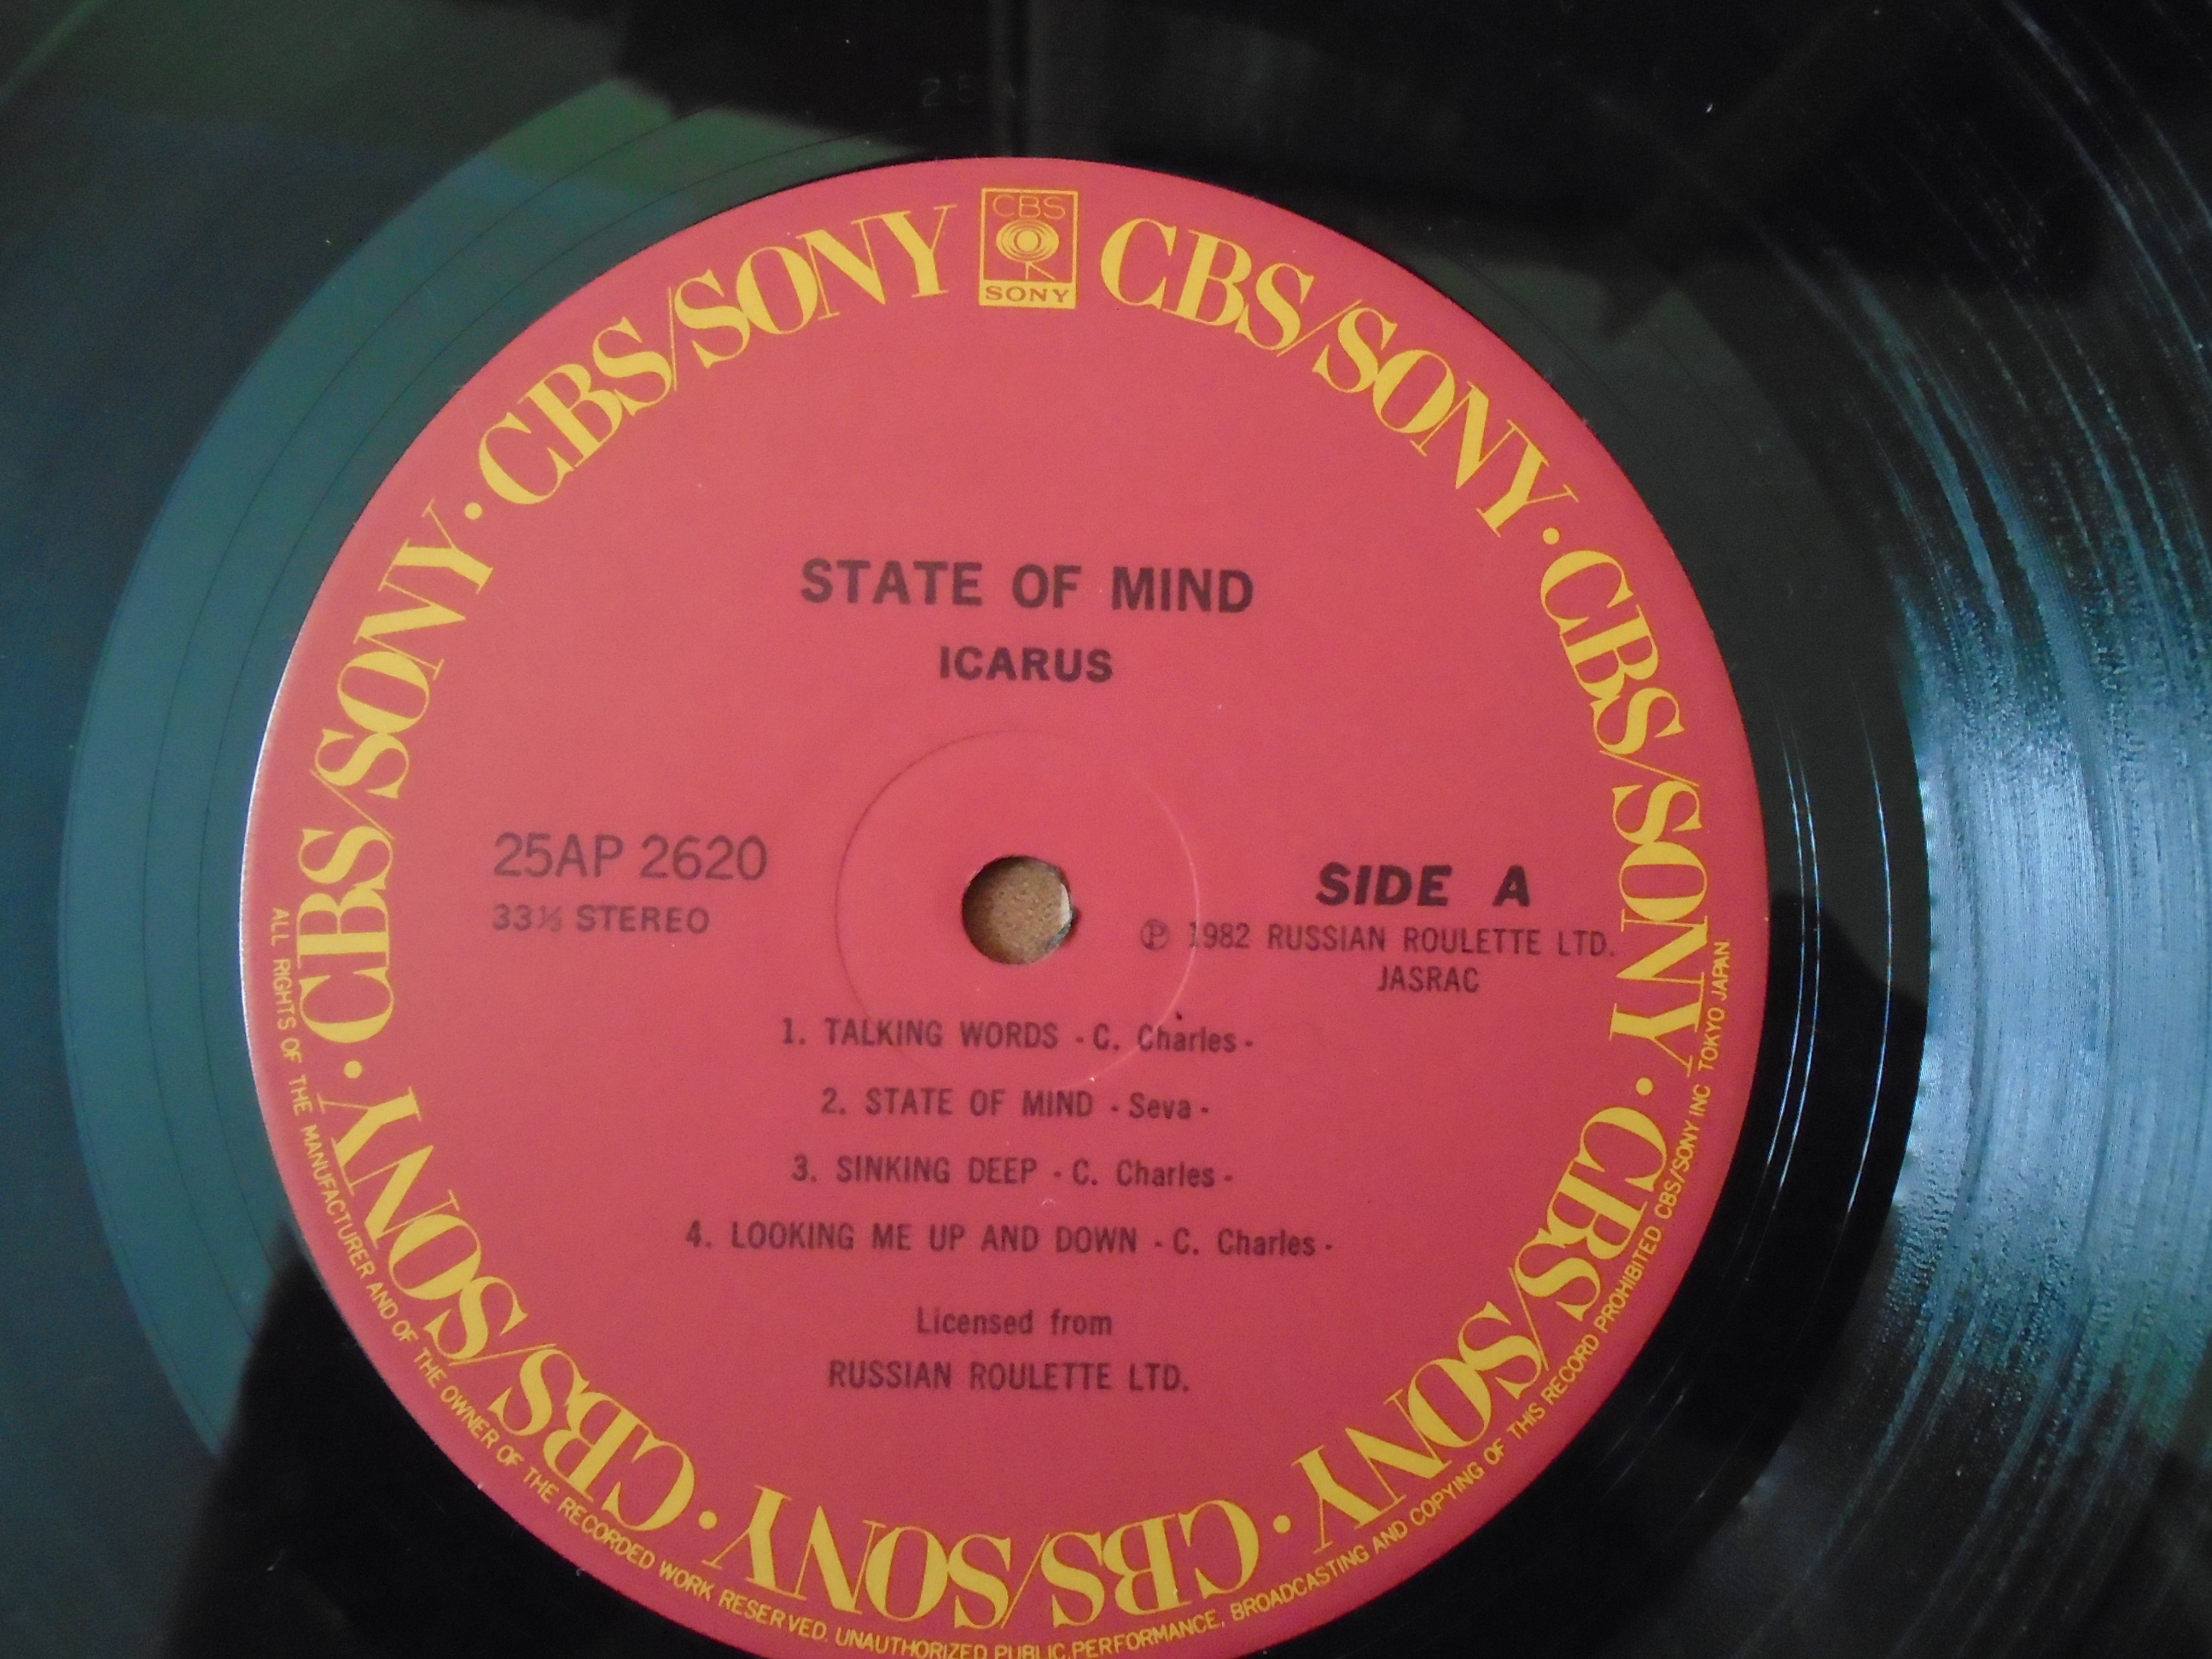 CBS
SONY
CBS/SONY · CBS/SONY · CBS/SONY · CBS/SONY · CBS/SONY · CBS/SONY · CBS/SONY · CBS/SONY
STATE OF MIND
ICARUS
25AP 2620
33⅓ STEREO
SIDE A
Ⓟ 1982 RUSSIAN ROULETTE LTD.
JASRAC
1. TALKING WORDS - C. Charles -
2. STATE OF MIND - Seva -
3. SINKING DEEP - C. Charles -
4. LOOKING ME UP AND DOWN - C. Charles -
Licensed from
RUSSIAN ROULETTE LTD.
ALL RIGHTS OF THE MANUFACTURER AND OF THE OWNER OF THE RECORDED WORK RESERVED. UNAUTHORIZED PUBLIC PERFORMANCE, BROADCASTING AND COPYING OF THIS RECORD PROHIBITED CBS/SONY INC TOKYO JAPAN